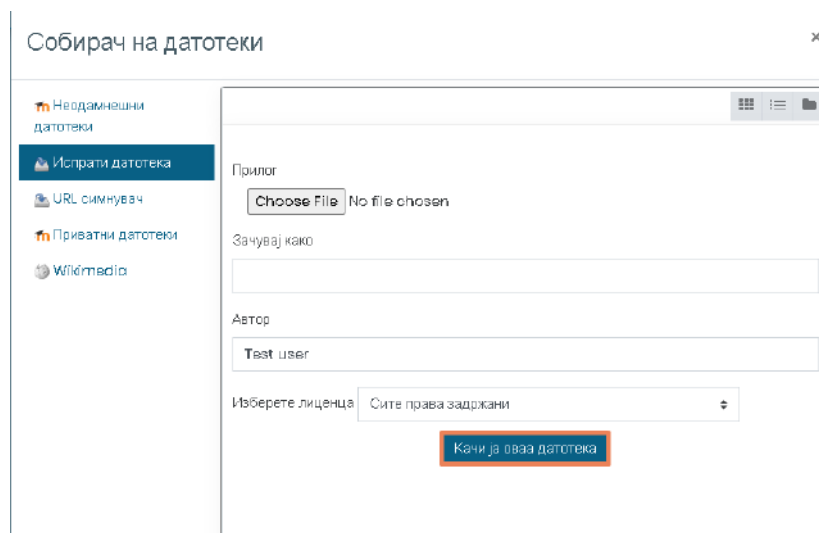 Собирач на датотеки
×
Неодамнешни
датотеки
Испрати датотека
URL симнувач
Приватни датотеки
Wikimedia
Прилог
Choose File No file chosen
Зачувај како
Автор
Test user
Изберете лиценца Сите права задржани
Качи ја оваа датотека